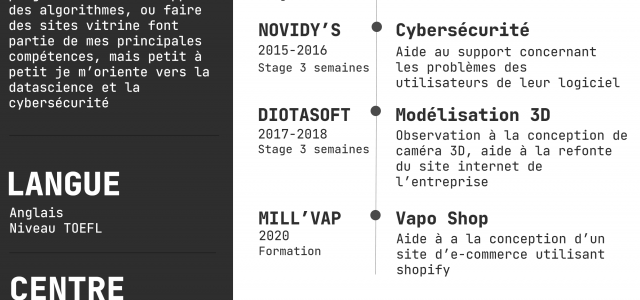 des algorithmes, ou faire
des sites vitrine font
partie de mes principales
compétences, mais petit à
petit je m’oriente vers la
datascience et la
cybersécurité
LANGUE
Anglais
Niveau TOEFL
CENTRE
NOVIDY’S
2015-2016
Stage 3 semaines
Cybersécurité
Aide au support concernant
les problèmes des
utilisateurs de leur logiciel
DIOTASOFT
2017-2018
Stage 3 semaines
Modélisation 3D
Observation à la conception de
caméra 3D, aide à la refonte
du site internet de
l’entreprise
MILL’VAP
2020
Formation
Vapo Shop
Aide à a la conception d’un
site d’e-commerce utilisant
shopify